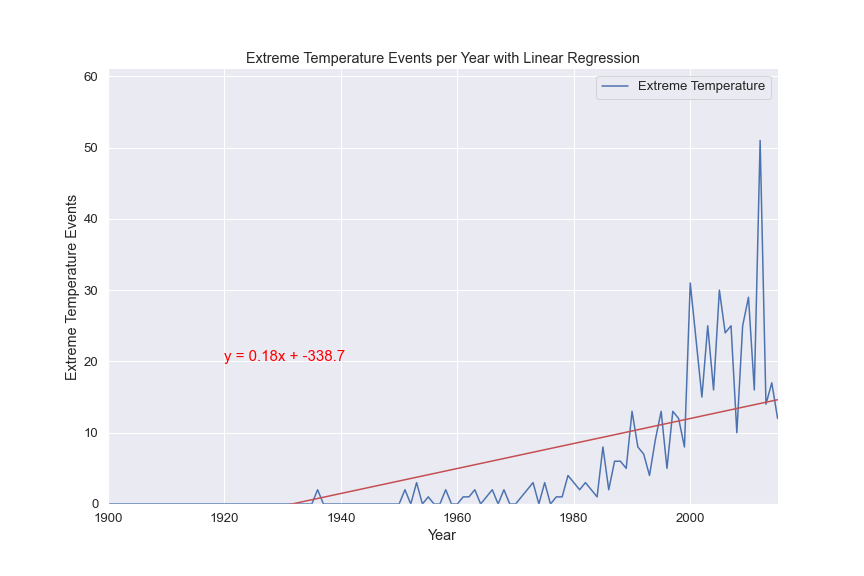 Extreme Temperature Events per Year with Linear Regression
Extreme Temperature
60
50
40
30
20
10
0
Extreme Temperature Events
y = 0.18x + -338.7
1900 1920 1940 1960 1980 2000
Year